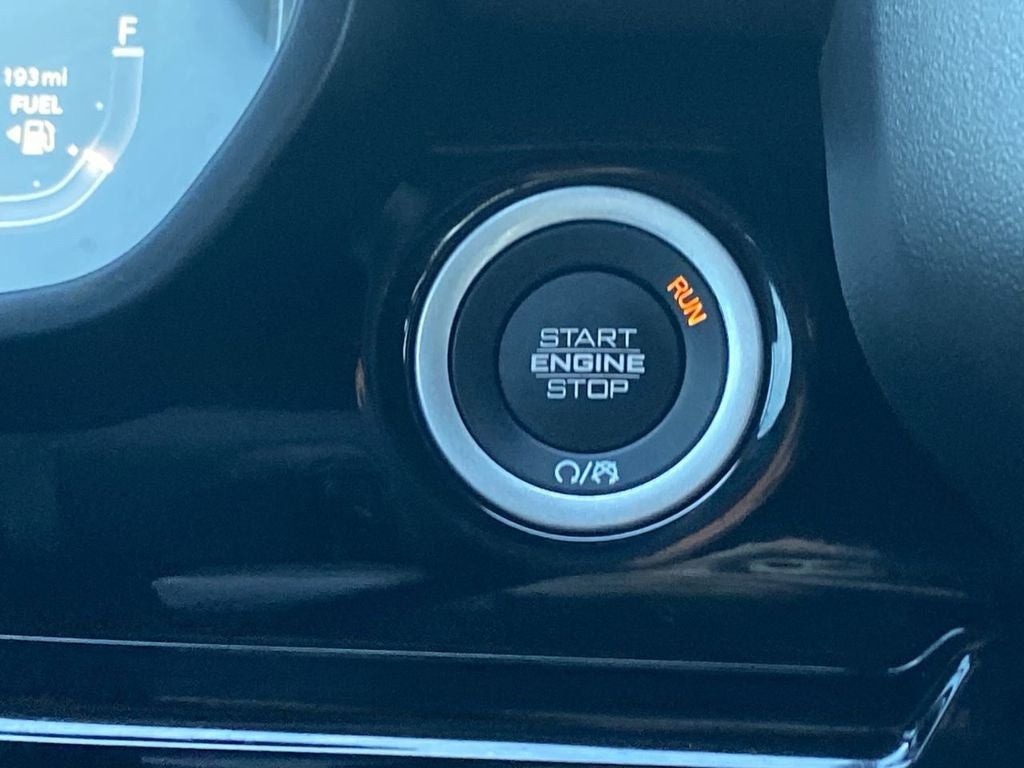 F
193 mi
FUEL
RUN
START
ENGINE
STOP